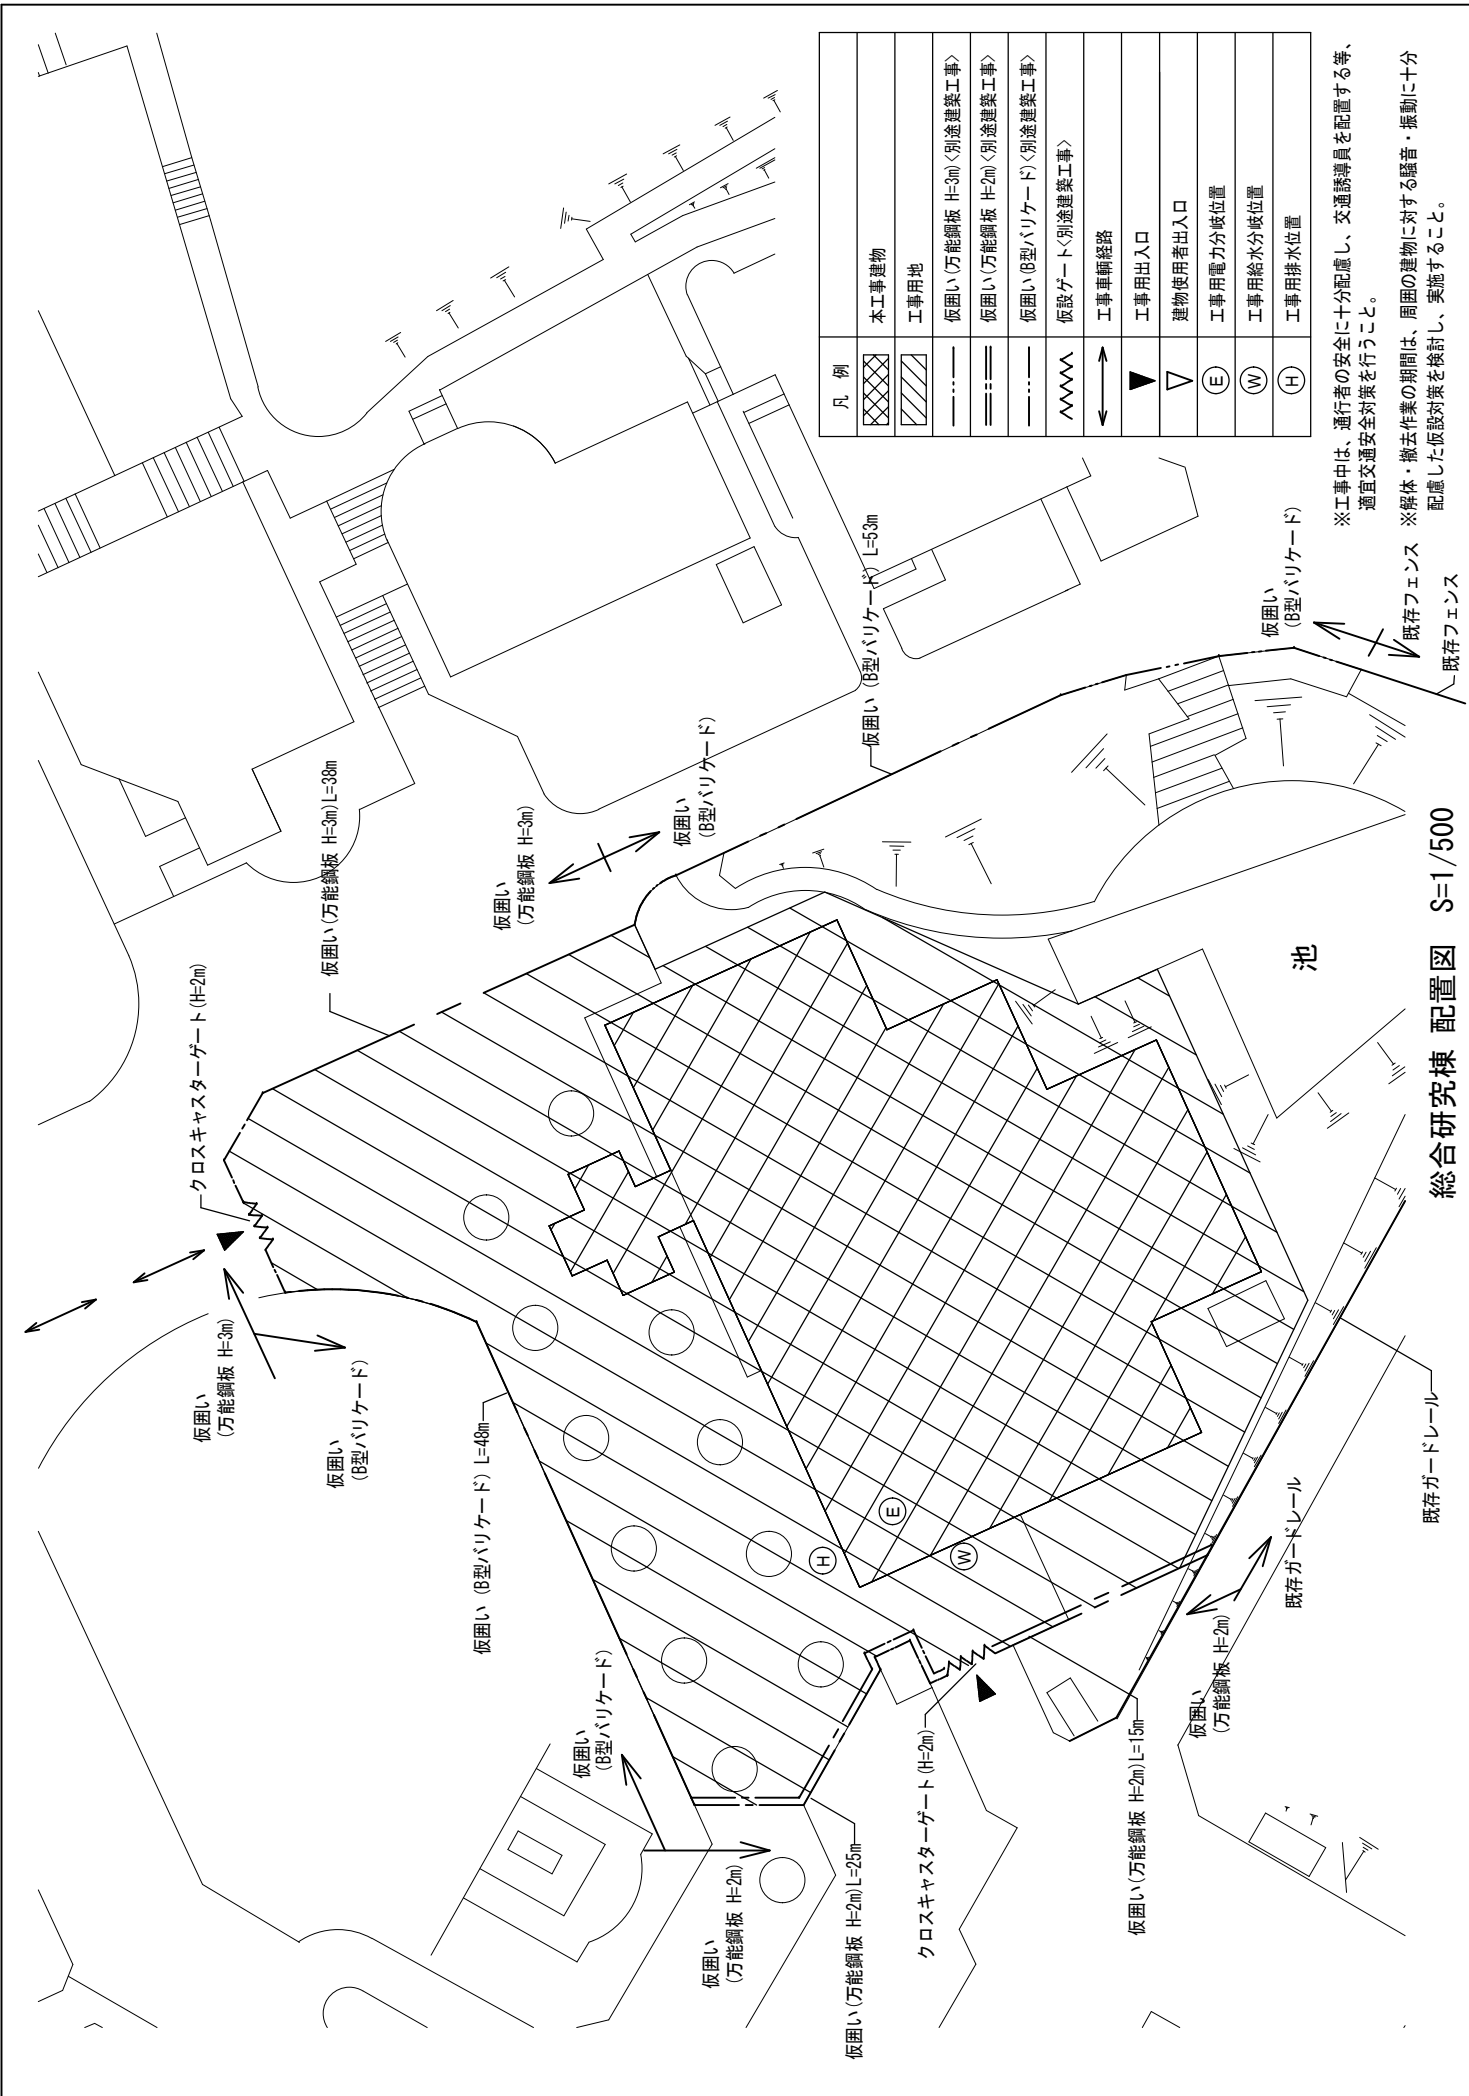 凡 例
本工事建物
工事用地
仮囲い(万能鋼板 H=3m)<別途建築工事>
仮囲い(万能鋼板 H=2m)<別途建築工事>
仮囲い(B型バリケード)<別途建築工事>
仮設ゲート<別途建築工事>
工事車輌経路
工事用出入口
建物使用者出入口
E 工事用電力分岐位置
W 工事用給水分岐位置
H 工事用排水位置
※工事中は、通行者の安全に十分配慮し、交通誘導員を配置する等、
適宜交通安全対策を行うこと。
※解体・撤去作業の期間は、周囲の建物に対する騒音・振動に十分
配慮した仮設対策を検討し、実施すること。
クロスキャスターゲート(H=2m)
仮囲い(万能鋼板 H=3m)L=38m
仮囲い
(万能鋼板 H=3m)
仮囲い
(B型バリケード)
仮囲い (B型バリケード) L=53m
仮囲い
(B型バリケード)
既存フェンス
既存フェンス
仮囲い
(万能鋼板 H=3m)
仮囲い
(B型バリケード)
仮囲い (B型バリケード) L=48m
仮囲い
(B型バリケード)
仮囲い
(万能鋼板 H=2m)
仮囲い(万能鋼板 H=2m)L=25m
クロスキャスターゲート(H=2m)
仮囲い(万能鋼板 H=2m)L=15m
仮囲い
(万能鋼板 H=2m)
既存ガードレール
既存ガードレール
H
E
W
池
総合研究棟 配置図 S=1/500